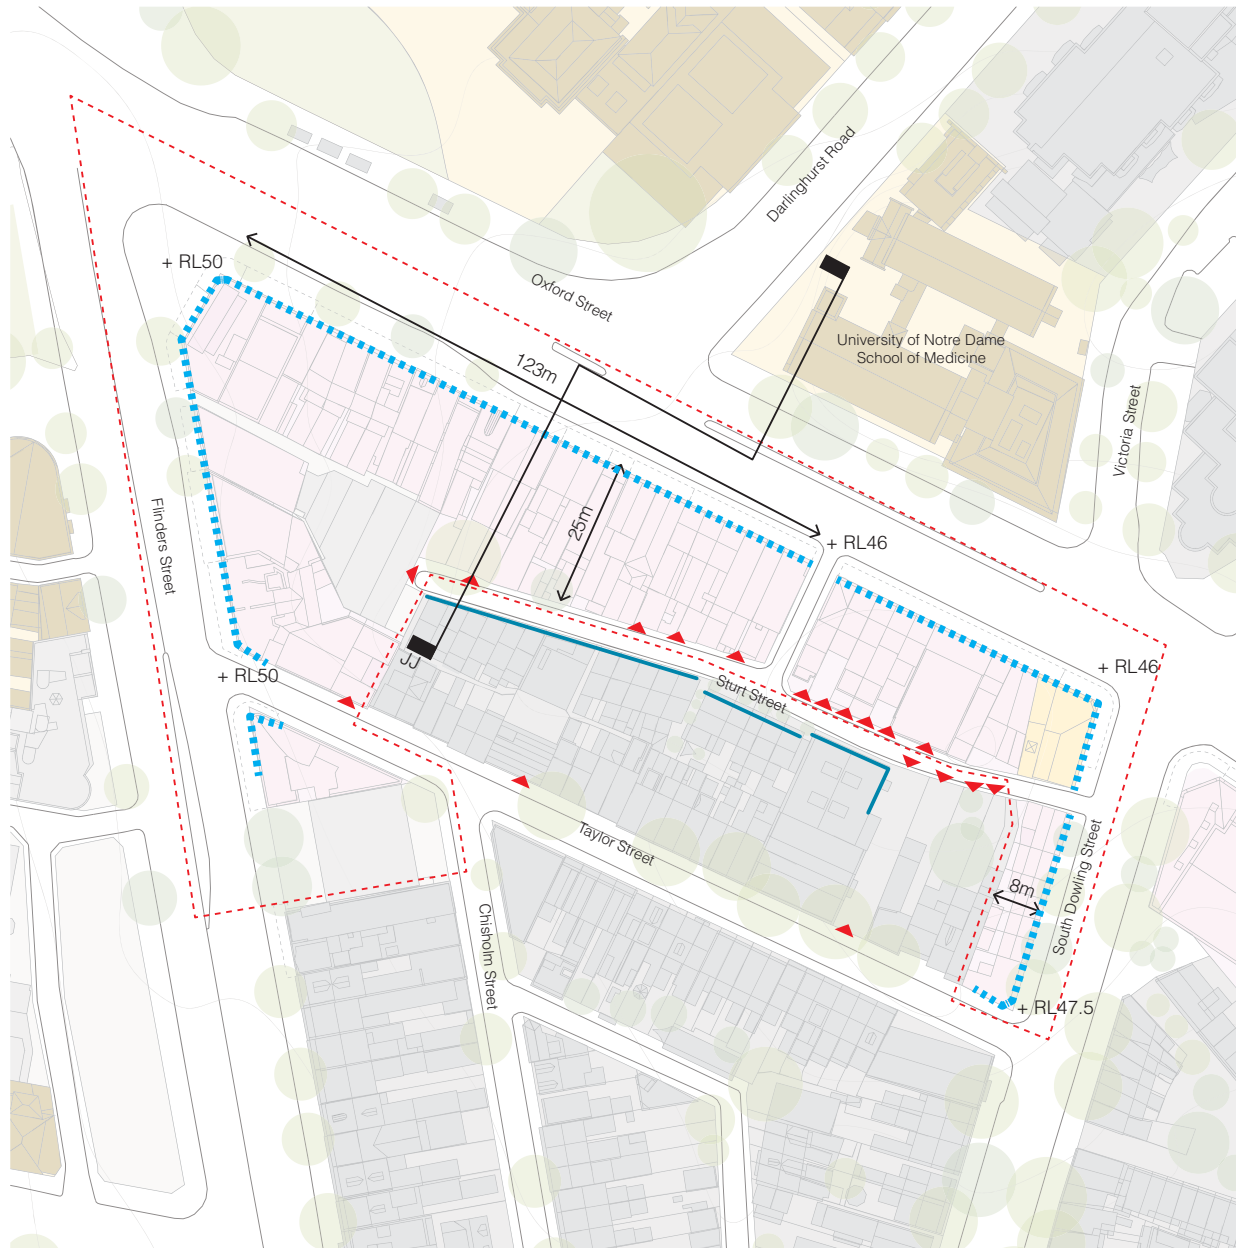 Darlinghurst Road
+ RL50
Oxford Street
University of Notre Dame
School of Medicine
123m
Victoria Street
Flinders Street
25m
+ RL46
JJ
+ RL50
+ RL46
Sturt Street
Taylor Street
8m
South Dowling Street
Chisholm Street
+ RL47.5